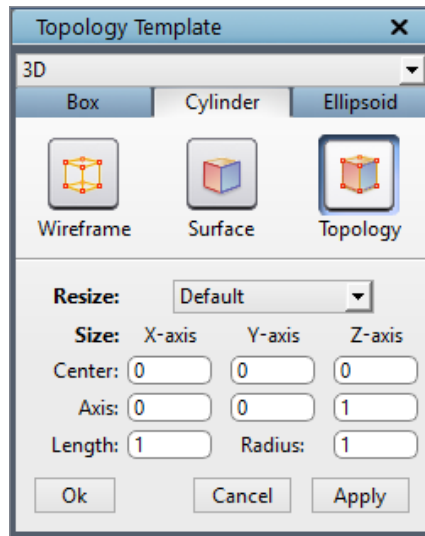 Topology Template
3D
Box Cylinder Ellipsoid
Wireframe Surface Topology
Resize: Default
Size: X-axis Y-axis Z-axis
Center: 0 0 0
Axis: 0 0 1
Length: 1 Radius: 1
Ok Cancel Apply